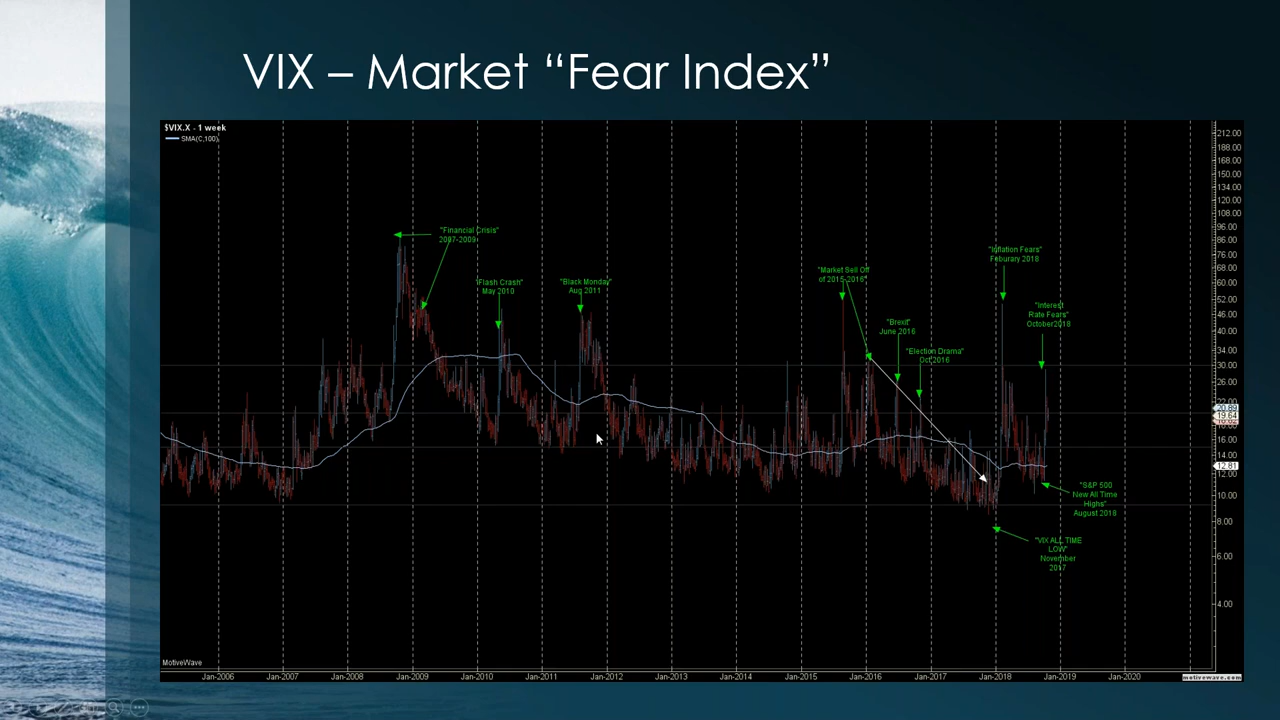 VIX – Market “Fear Index”
$VIX.X - 1 week
SMA(C,100)
"Financial Crisis"
2007-2009
"Flash Crash"
May 2010
"Black Monday"
Aug 2011
"Market Sell Off
of 2015-2016"
"Brexit"
June 2016
"Election Drama"
Oct 2016
"Inflation Fears"
Feburary 2018
"Interest
Rate Fears"
October2018
"S&P 500
New All Time
Highs"
August 2018
"VIX ALL TIME
LOW"
November
2017
212.00
188.00
168.00
150.00
134.00
120.00
108.00
96.00
86.00
76.00
68.00
60.00
52.00
46.00
40.00
34.00
30.00
26.00
22.00
20.89
19.64
16.00
14.00
12.81
12.00
10.00
8.00
6.00
4.00
MotiveWave
Jan-2006 Jan-2007 Jan-2008 Jan-2009 Jan-2010 Jan-2011 Jan-2012 Jan-2013 Jan-2014 Jan-2015 Jan-2016 Jan-2017 Jan-2018 Jan-2019 Jan-2020
motivewave.com